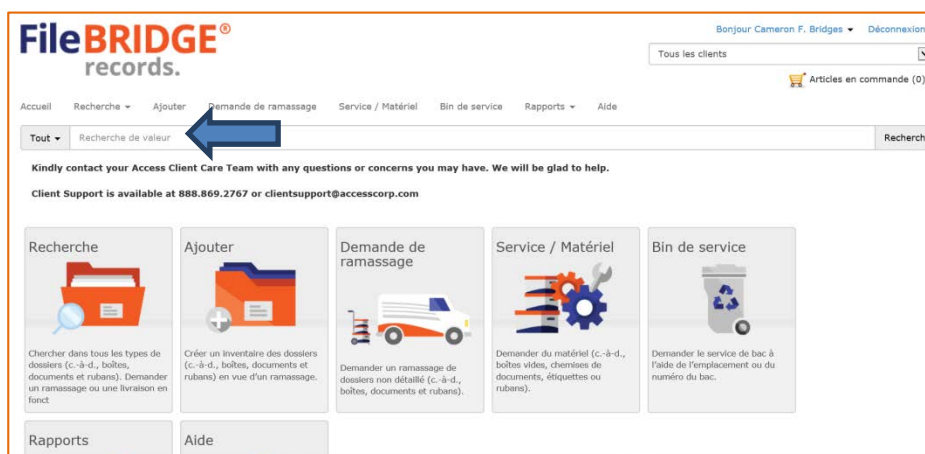 FileBRIDGE®
records.
Bonjour Cameron F. Bridges Déconnexion
Tous les clients
Articles en commande (0)
Accueil Recherche Ajouter Demande de ramassage Service / Matériel Bin de service Rapports Aide
Tout Recherche de valeur Recherch
Kindly contact your Access Client Care Team with any questions or concerns you may have. We will be glad to help.
Client Support is available at 888.869.2767 or clientsupport@accesscorp.com
Recherche
Chercher dans tous les types de
dossiers (c.-à-d., boîtes,
documents et rubans). Demander
un ramassage ou une livraison en
fonct
Ajouter
Créer un inventaire des dossiers
(c.-à-d., boîtes, documents et
rubans) en vue d'un ramassage.
Demande de
ramassage
Demander un ramassage de
dossiers non détaillé (c.-à-d.,
boîtes, documents et rubans).
Service / Matériel
Demander du matériel (c.-à-d.,
boîtes vides, chemises de
documents, étiquettes ou
rubans).
Bin de service
Demander le service de bac à
l'aide de l'emplacement ou du
numéro du bac.
Rapports
Aide